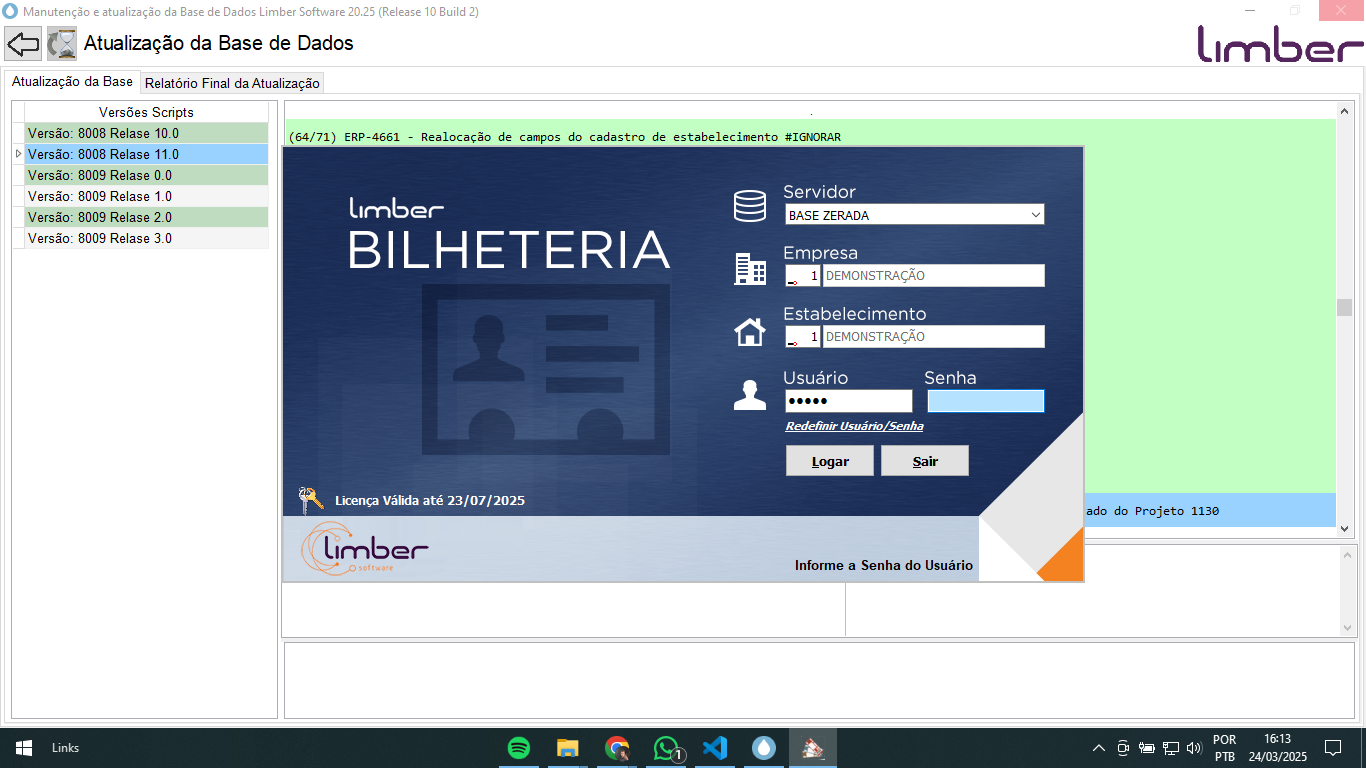 Manutenção e atualização da Base de Dados Limber Software 20.25 (Release 10 Build 2)
Atualização da Base de Dados
limber
Atualização da Base
Relatório Final da Atualização
Versões Scripts
Versão: 8008 Relase 10.0
Versão: 8008 Relase 11.0
Versão: 8009 Relase 0.0
Versão: 8009 Relase 1.0
Versão: 8009 Relase 2.0
Versão: 8009 Relase 3.0
(64/71) ERP-4661 - Realocação de campos do cadastro de estabelecimento #IGNORAR
limber
BILHETERIA
Servidor
BASE ZERADA
Empresa
1 DEMONSTRAÇÃO
Estabelecimento
1 DEMONSTRAÇÃO
Usuário Senha
•••••
Redefinir Usuário/Senha
Logar Sair
Licença Válida até 23/07/2025
ado do Projeto 1130
limber
software
Informe a Senha do Usuário
Links
1
POR
PTB
16:13
24/03/2025